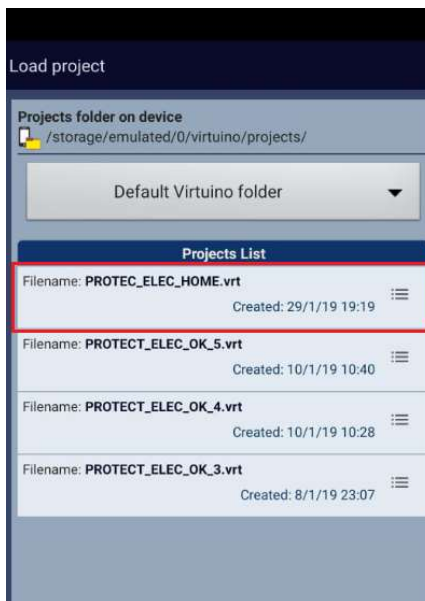 Load project
Projects folder on device
/storage/emulated/0/virtuino/projects/
Default Virtuino folder
Projects List
Filename: PROTEC_ELEC_HOME.vrt
Created: 29/1/19 19:19
Filename: PROTECT_ELEC_OK_5.vrt
Created: 10/1/19 10:40
Filename: PROTECT_ELEC_OK_4.vrt
Created: 10/1/19 10:28
Filename: PROTECT_ELEC_OK_3.vrt
Created: 8/1/19 23:07